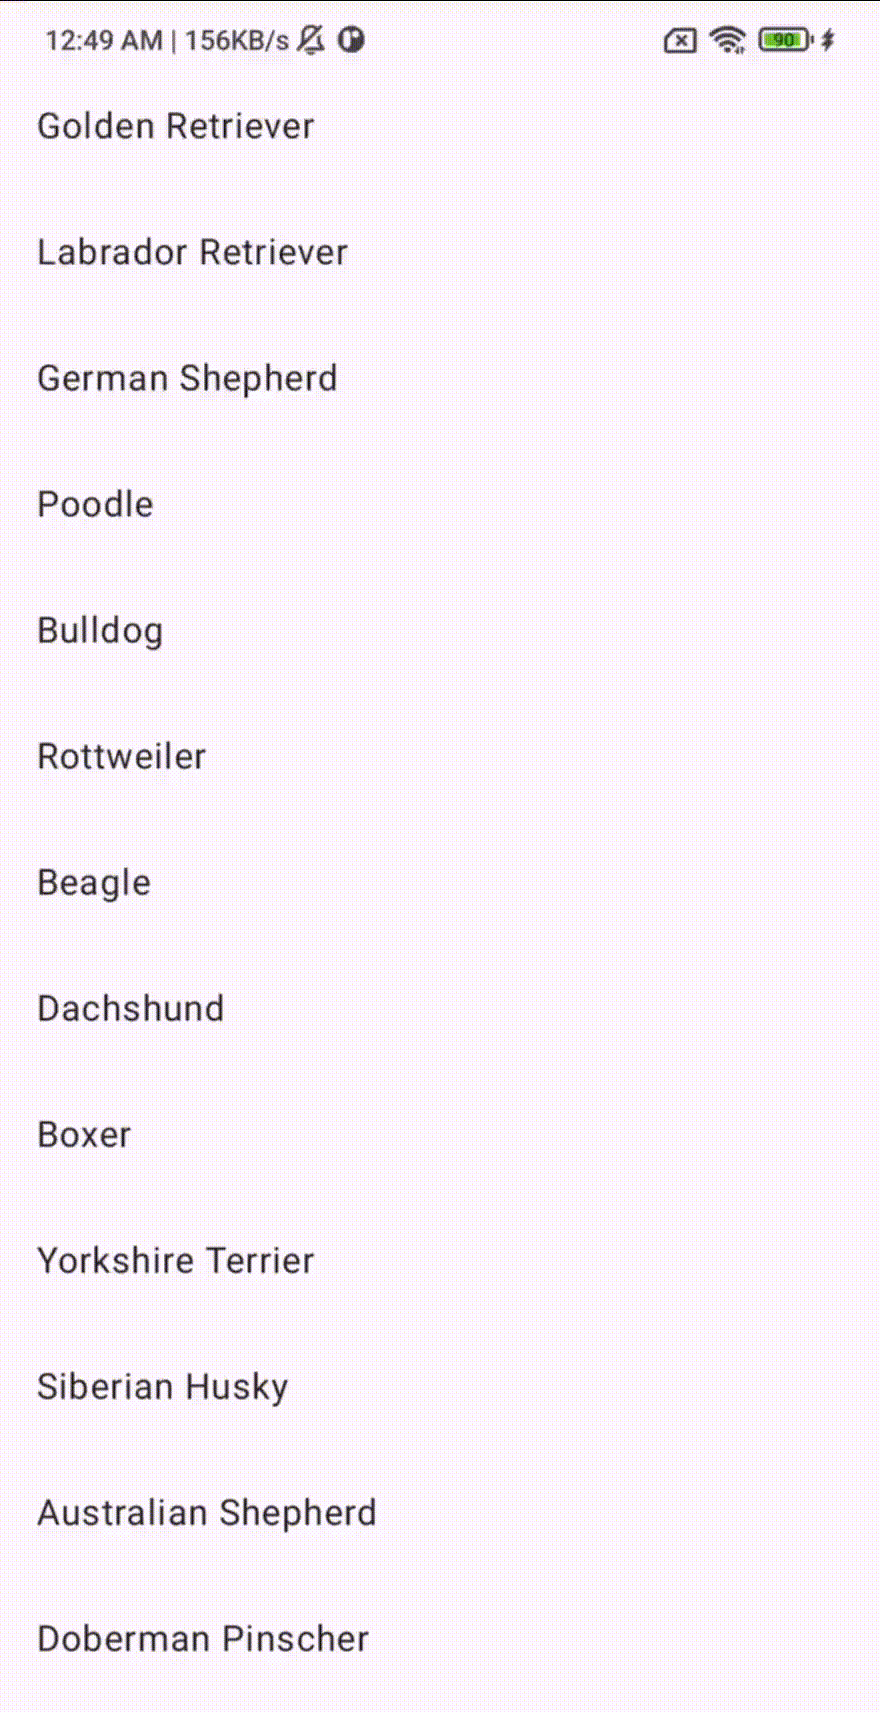 12:49 AM | 156KB/s 90
Golden Retriever
Labrador Retriever
German Shepherd
Poodle
Bulldog
Rottweiler
Beagle
Dachshund
Boxer
Yorkshire Terrier
Siberian Husky
Australian Shepherd
Doberman Pinscher